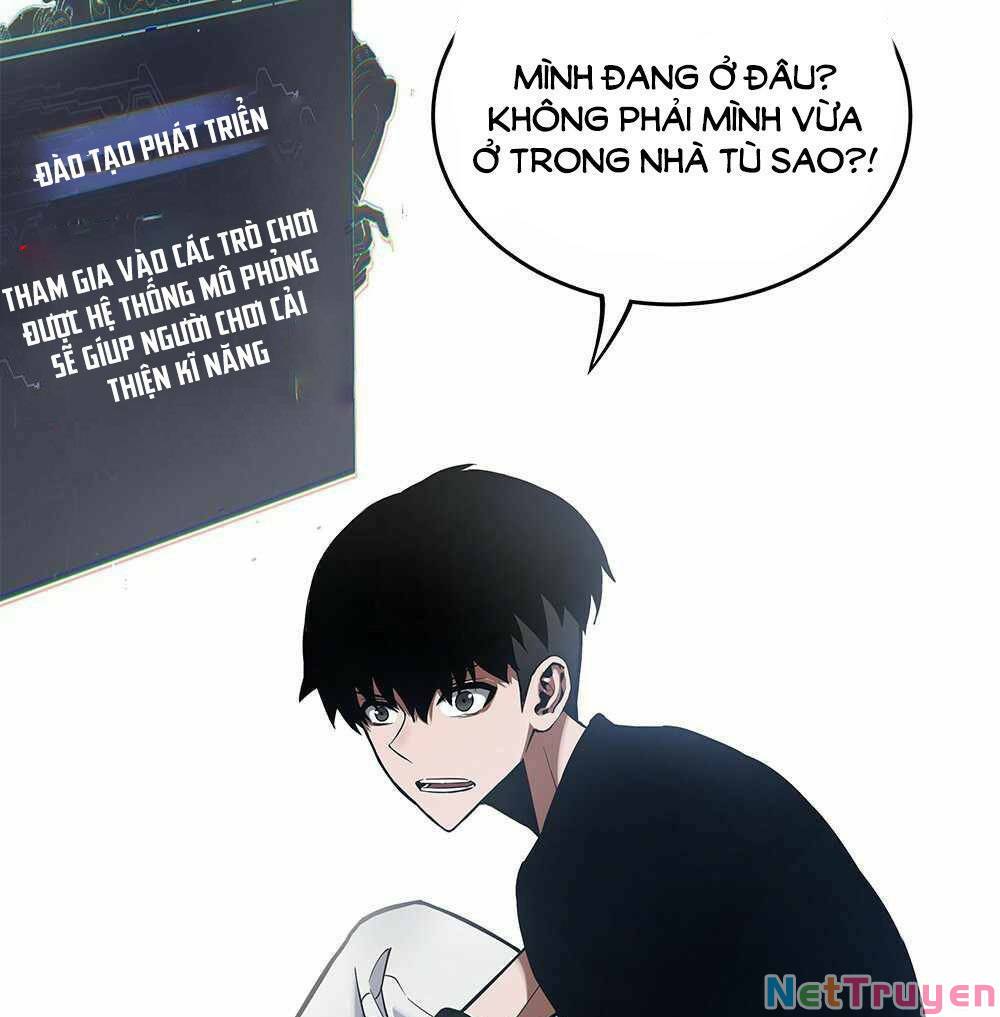 ĐÀO TẠO PHÁT TRIỂN
THAM GIA VÀO CÁC TRÒ CHƠI
ĐƯỢC HỆ THỐNG MÔ PHỎNG
SẼ GÍUP NGƯỜI CHƠI CẢI
THIỆN KĨ NĂNG
MÌNH ĐANG Ở ĐÂU?
KHÔNG PHẢI MÌNH VỪA
Ở TRONG NHÀ TÙ SAO?!
NetTruyen